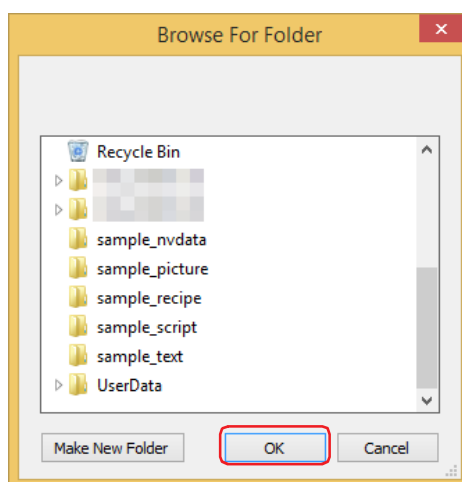 Browse For Folder
Recycle Bin
sample_nvdata
sample_picture
sample_recipe
sample_script
sample_text
UserData
Make New Folder OK Cancel